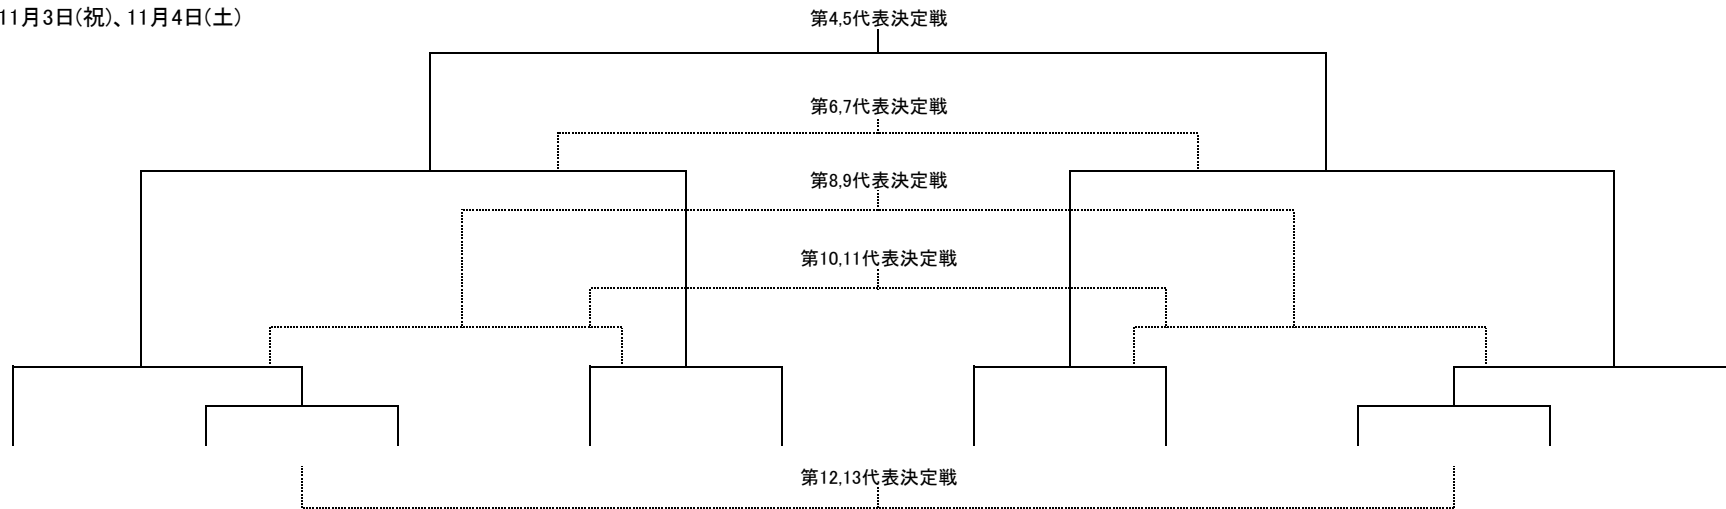 11月3日(祝)、11月4日(土)
第4,5代表決定戦
第6,7代表決定戦
第8,9代表決定戦
第10,11代表決定戦
第12,13代表決定戦